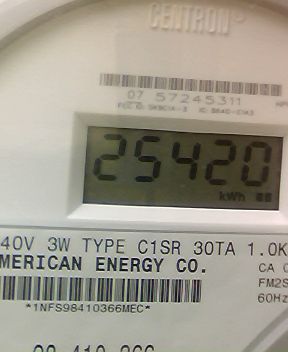 CENTRON®
07 57245311
25420
kWh
40V 3W TYPE C1SR 30TA 1.0K
MERICAN ENERGY CO.
CA 0
FM2S
60Hz
*1NFS98410366MEC*